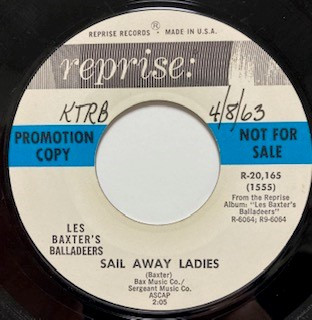 REPRISE RECORDS ® • MADE IN U.S.A.
reprise:
KTRB 4/8/63
PROMOTION COPY
NOT FOR SALE
R-20,165
(1555)
From the Reprise
Album: "Les Baxter's
Balladeers"
R-6064; R9-6064
LES
BAXTER'S
BALLADEERS
SAIL AWAY LADIES
(Baxter)
Bax Music Co./
Sergeant Music Co.
ASCAP
2:05